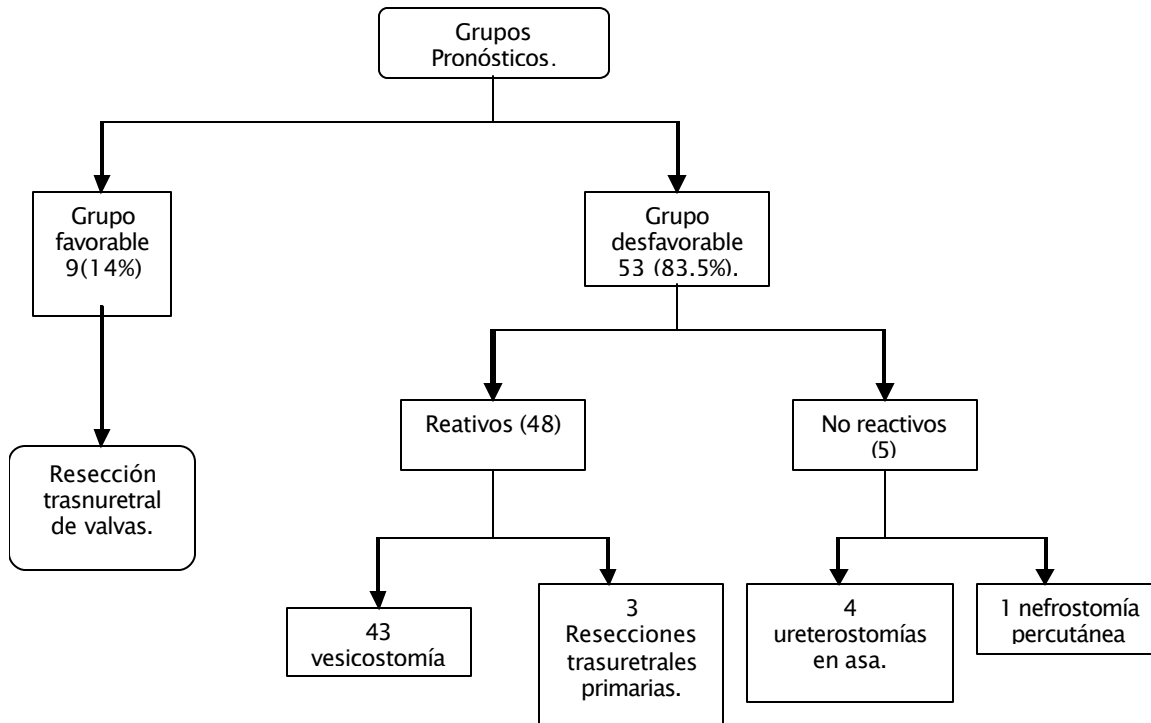 Grupos
Pronósticos.
Grupo
favorable
9(14%)
Grupo
desfavorable
53 (83.5%).
Reativos (48)
No reactivos
(5)
Resección
trasnuretral
de valvas.
43
vesicostomía
3
Resecciones
trasuretrales
primarias.
4
ureterostomías
en asa.
1 nefrostomía
percutánea